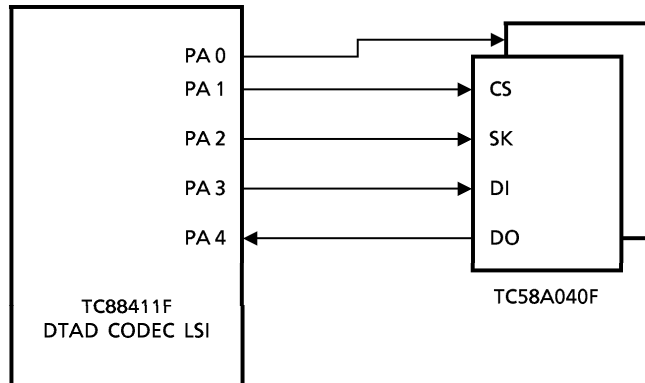 PA 0
PA 1
CS
PA 2
SK
PA 3
DI
PA 4
DO
TC58A040F
TC88411F
DTAD CODEC LSI